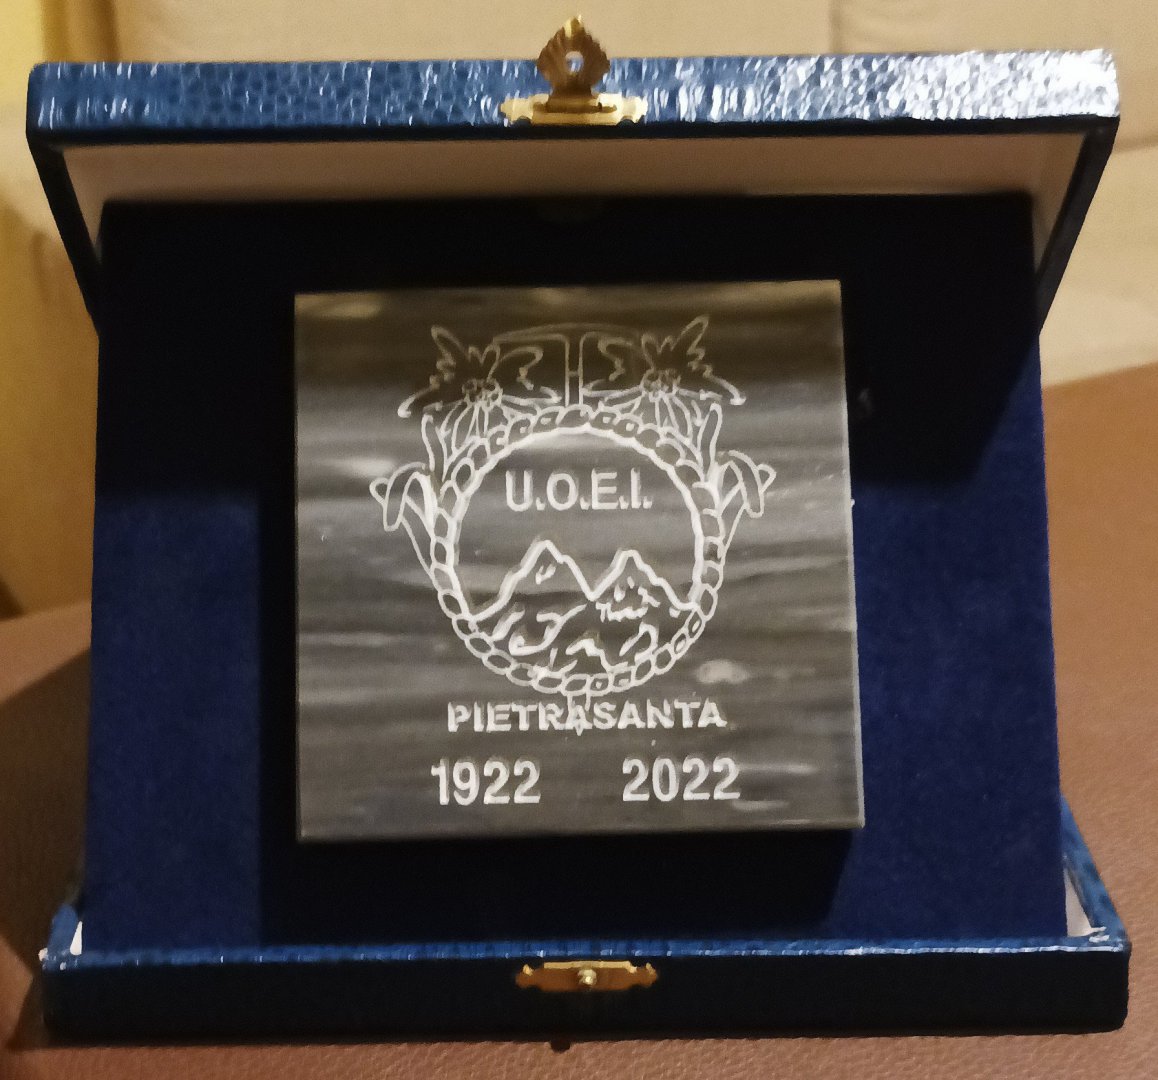 U.O.E.I.
PIETRASANTA
1922 2022